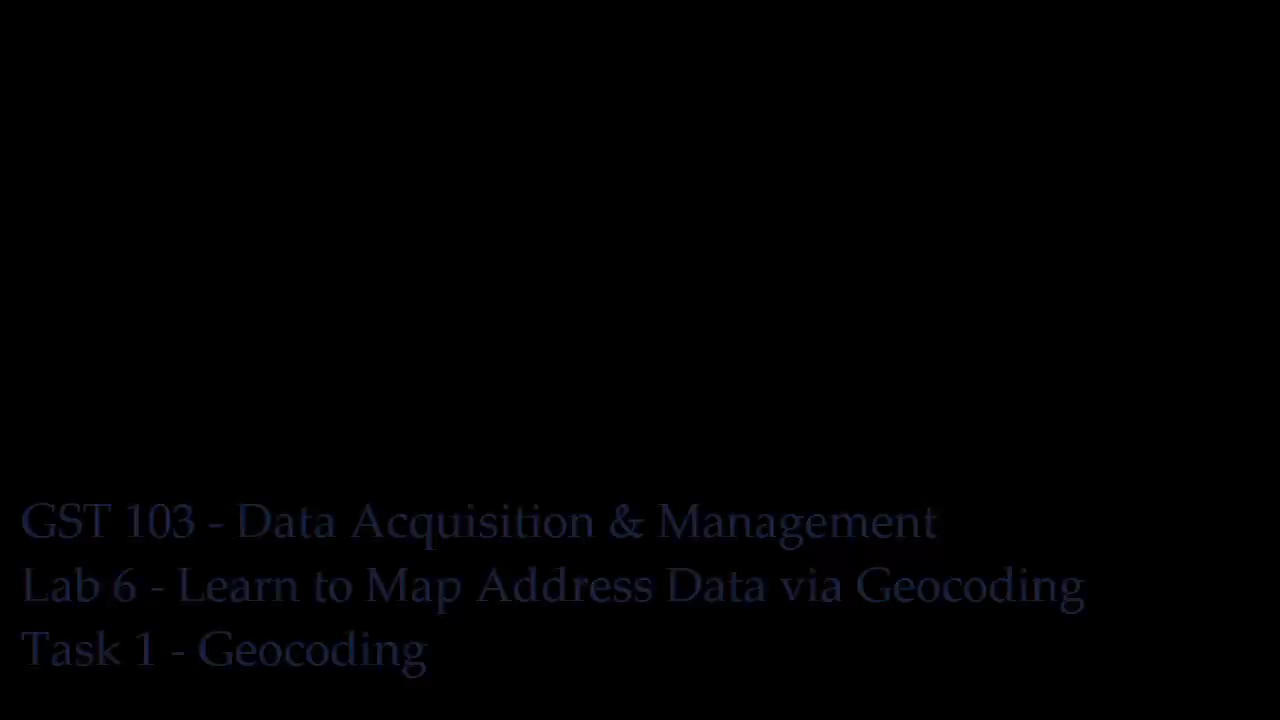 GST 103 - Data Acquisition & Management
Lab 6 - Learn to Map Address Data via Geocoding
Task 1 - Geocoding